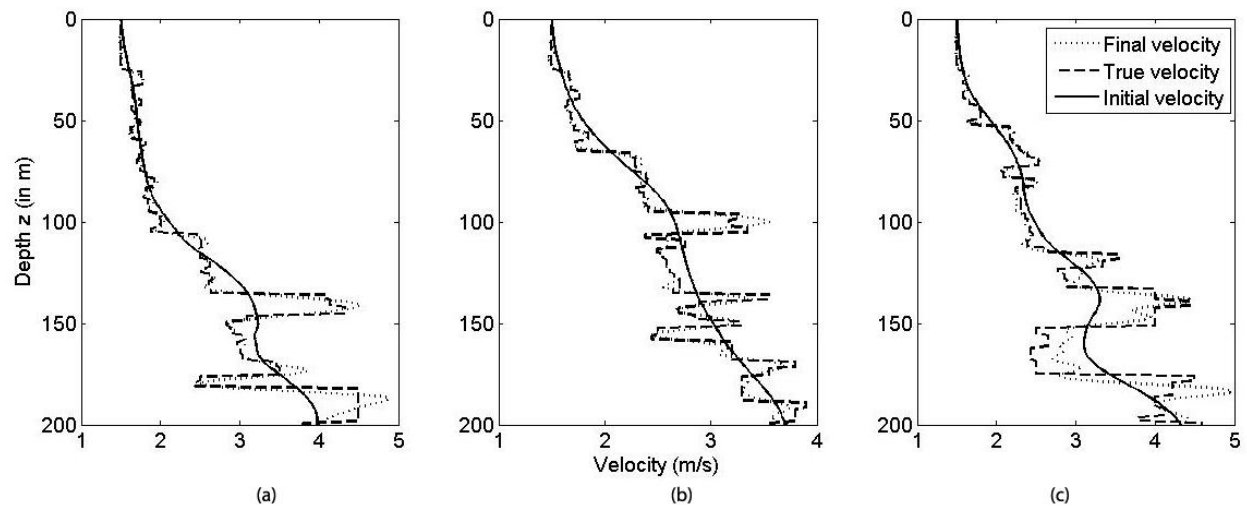 0
50
100
150
200
Depth z (in m)
1 2 3 4 5
(a)
0
50
100
150
200
1 2 3 4
Velocity (m/s)
(b)
0
50
100
150
200
1 2 3 4 5
(c)
Final velocity
True velocity
Initial velocity